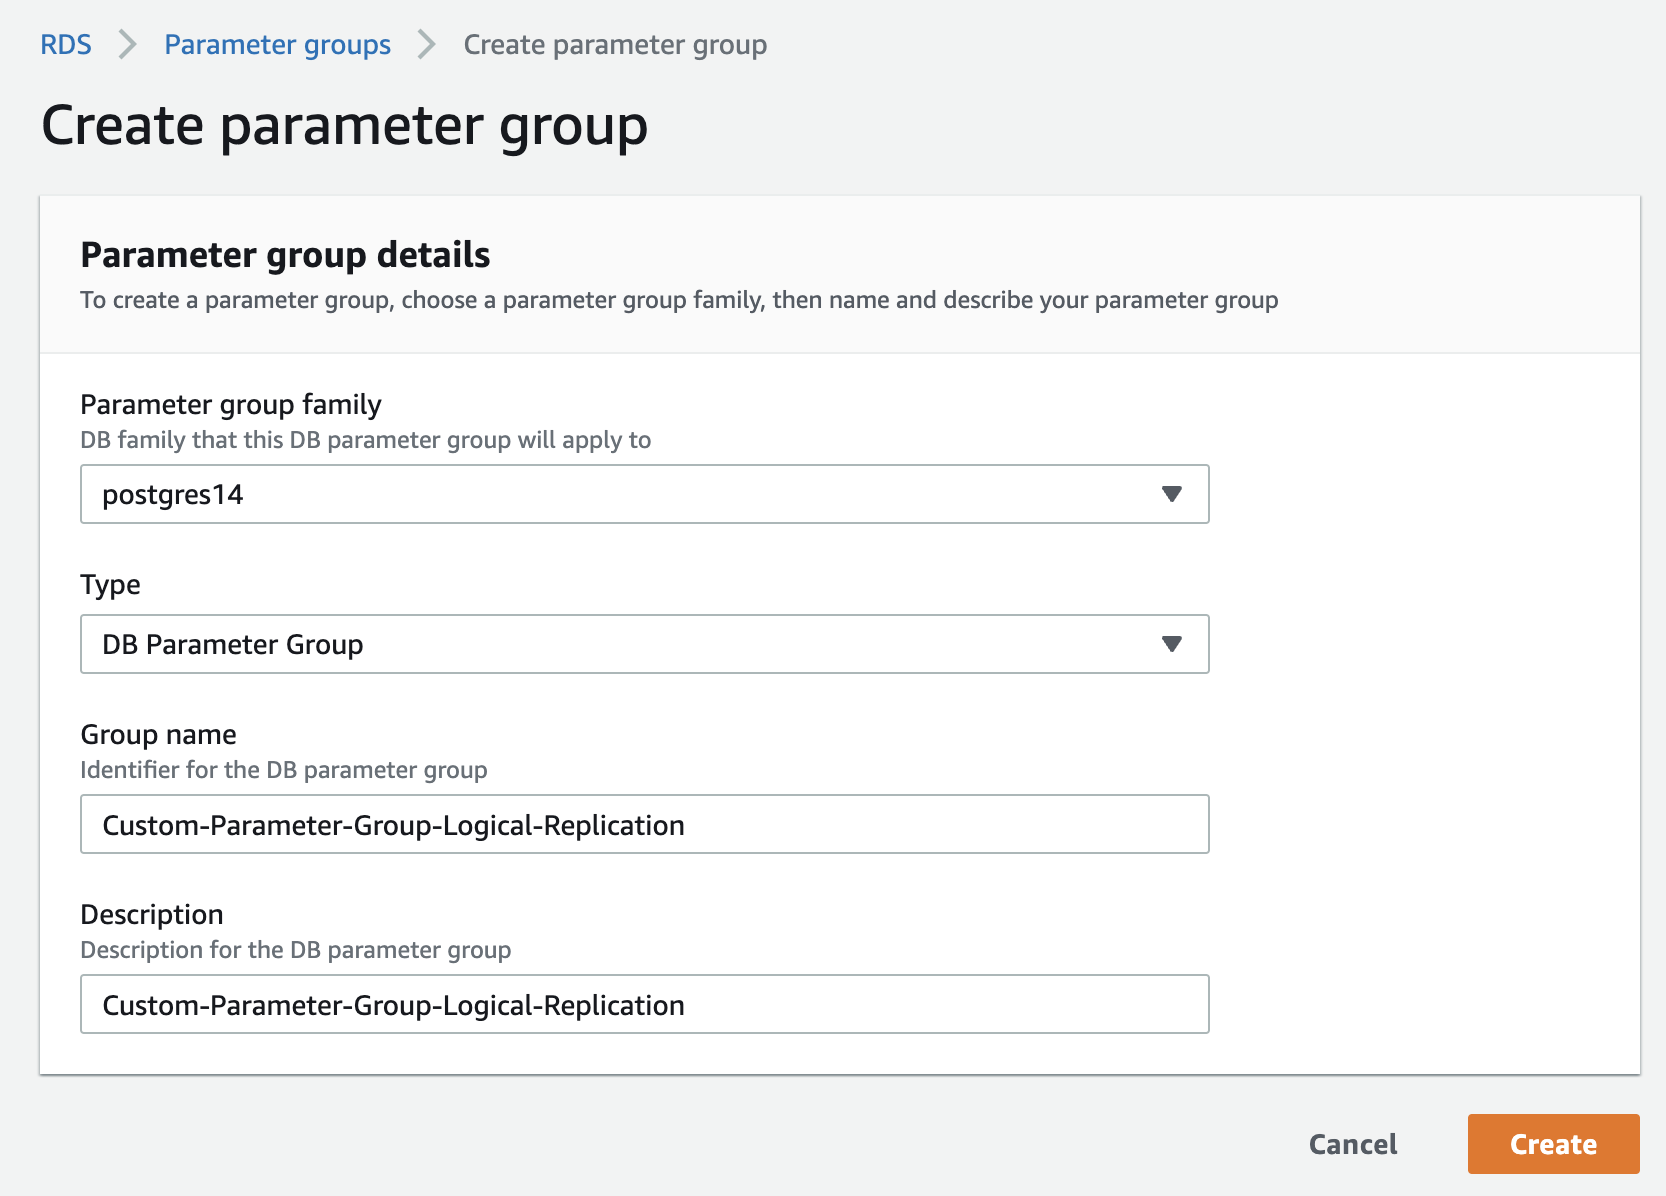 RDS Parameter groups Create parameter group
Create parameter group
Parameter group details
To create a parameter group, choose a parameter group family, then name and describe your parameter group
Parameter group family
DB family that this DB parameter group will apply to
postgres14
Type
DB Parameter Group
Group name
Identifier for the DB parameter group
Custom-Parameter-Group-Logical-Replication
Description
Description for the DB parameter group
Custom-Parameter-Group-Logical-Replication
Cancel Create